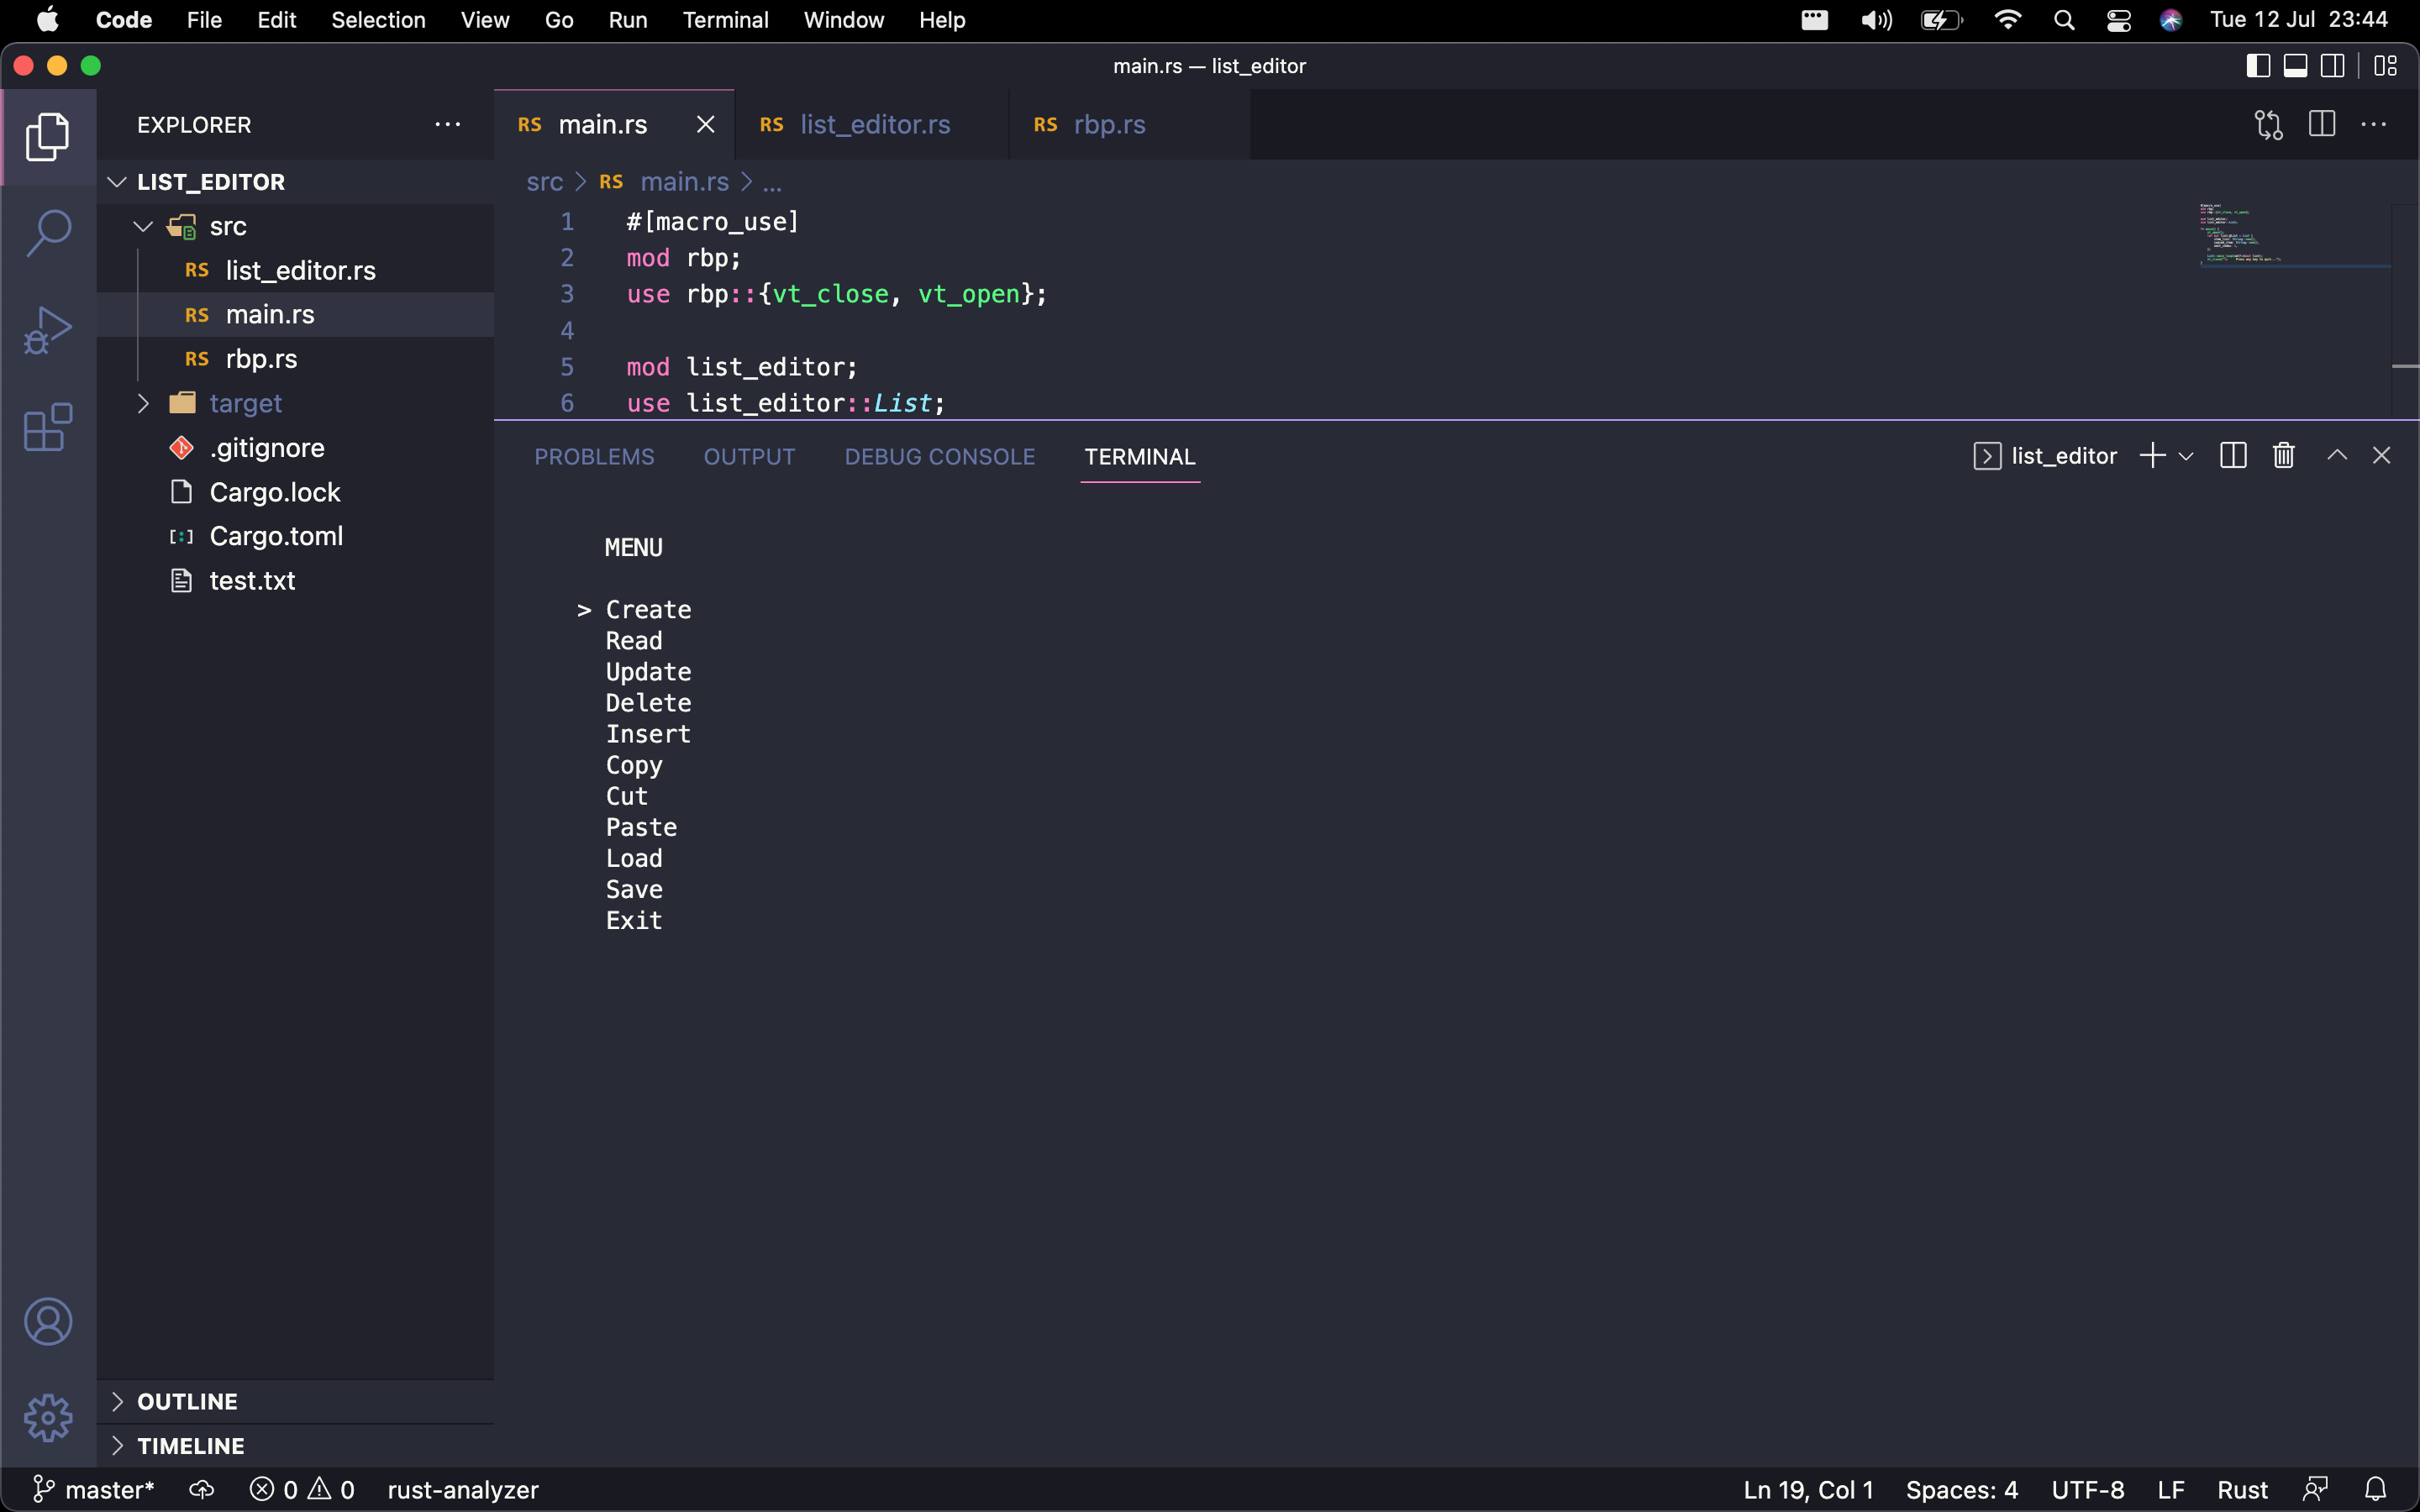 Code File Edit Selection View Go Run Terminal Window Help Tue 12 Jul 23:44
main.rs — list_editor
EXPLORER
LIST_EDITOR
src
RS list_editor.rs
RS main.rs
RS rbp.rs
target
.gitignore
Cargo.lock
Cargo.toml
test.txt
OUTLINE
TIMELINE
RS main.rs RS list_editor.rs RS rbp.rs
src > RS main.rs > ...
1 #[macro_use]
2 mod rbp;
3 use rbp::{vt_close, vt_open};
4
5 mod list_editor;
6 use list_editor::List;
PROBLEMS OUTPUT DEBUG CONSOLE TERMINAL list_editor
MENU
> Create
Read
Update
Delete
Insert
Copy
Cut
Paste
Load
Save
Exit
master* 0 0 rust-analyzer Ln 19, Col 1 Spaces: 4 UTF-8 LF Rust